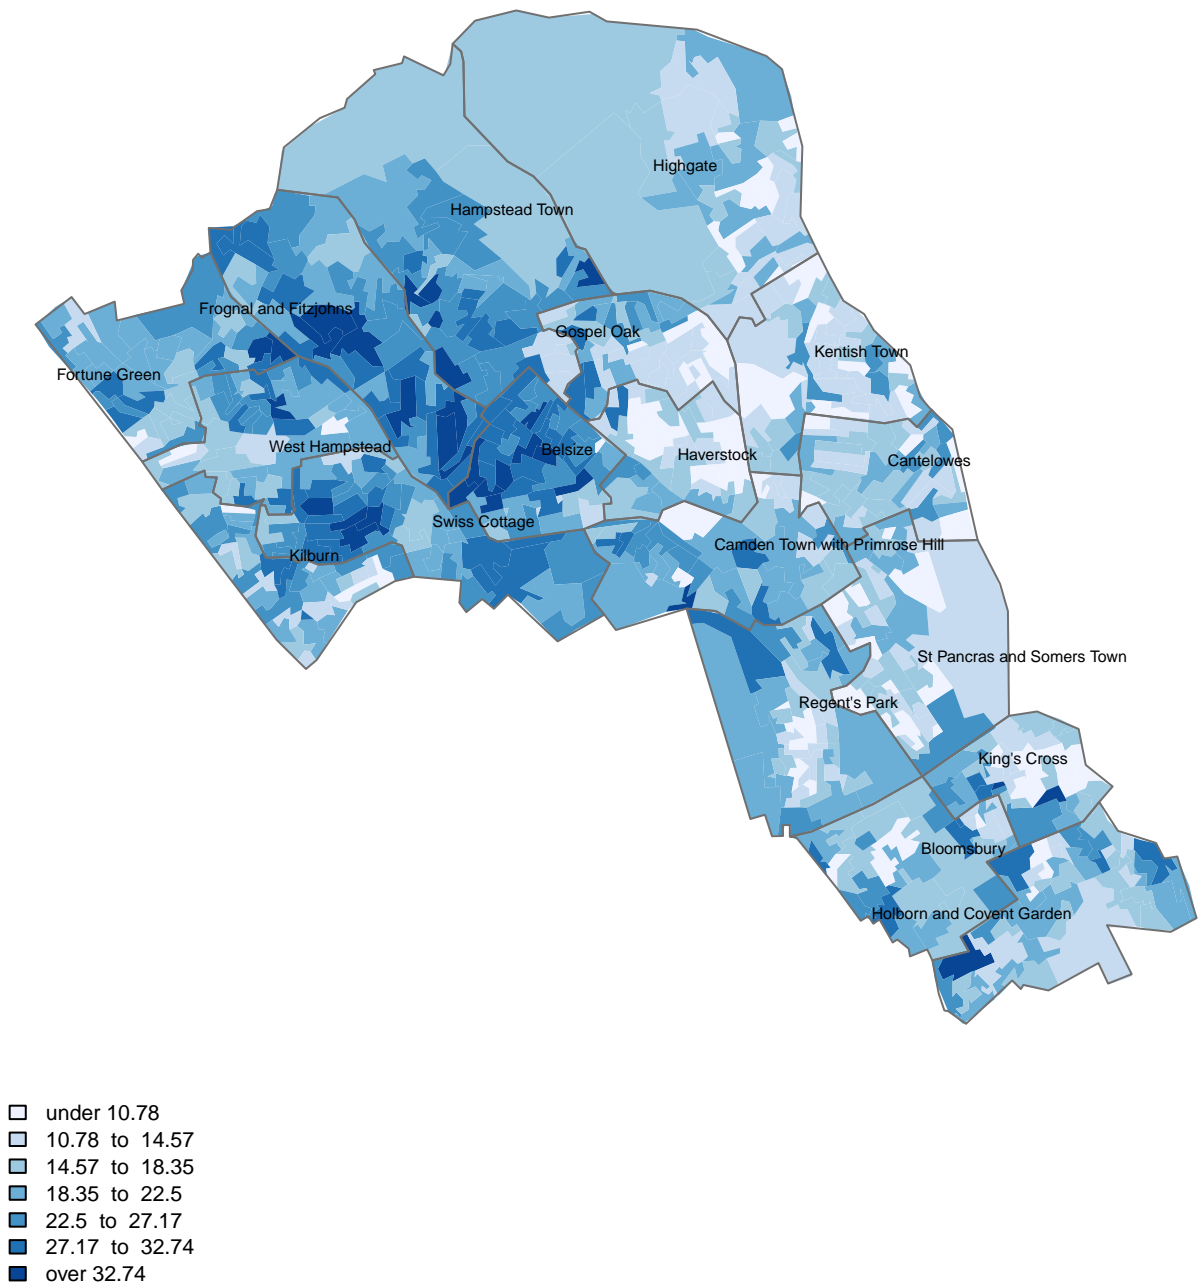 Highgate
Hampstead Town
Frognal and Fitzjohns
Gospel Oak
Kentish Town
Fortune Green
West Hampstead
Belsize
Haverstock
Cantelowes
Swiss Cottage
Camden Town with Primrose Hill
Kilburn
St Pancras and Somers Town
Regent's Park
King's Cross
Bloomsbury
Holborn and Covent Garden
under 10.78
10.78 to 14.57
14.57 to 18.35
18.35 to 22.5
22.5 to 27.17
27.17 to 32.74
over 32.74